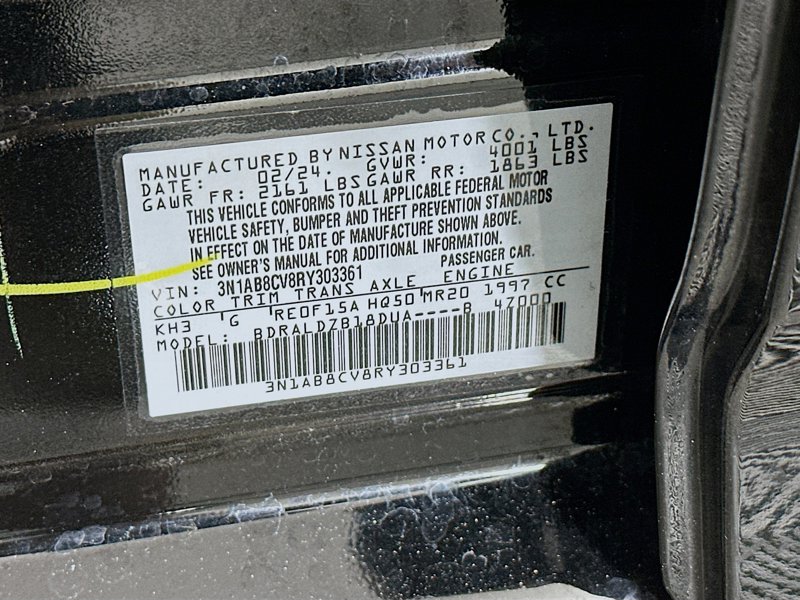 MANUFACTURED BY NISSAN MOTOR CO., LTD.
DATE: 02/24. GVWR: 4001 LBS
GAWR FR: 2161 LBS GAWR RR: 1863 LBS
THIS VEHICLE CONFORMS TO ALL APPLICABLE FEDERAL MOTOR
VEHICLE SAFETY, BUMPER AND THEFT PREVENTION STANDARDS
IN EFFECT ON THE DATE OF MANUFACTURE SHOWN ABOVE.
SEE OWNER'S MANUAL FOR ADDITIONAL INFORMATION.
VIN: 3N1AB8CV8RY303361 PASSENGER CAR.
COLOR TRIM TRANS AXLE ENGINE
KH3 'G 'RE0F15A HQ50'MR20 1997 CC
MODEL: BDRALDZB18DUA----B 4Z000
3N1AB8CV8RY303361